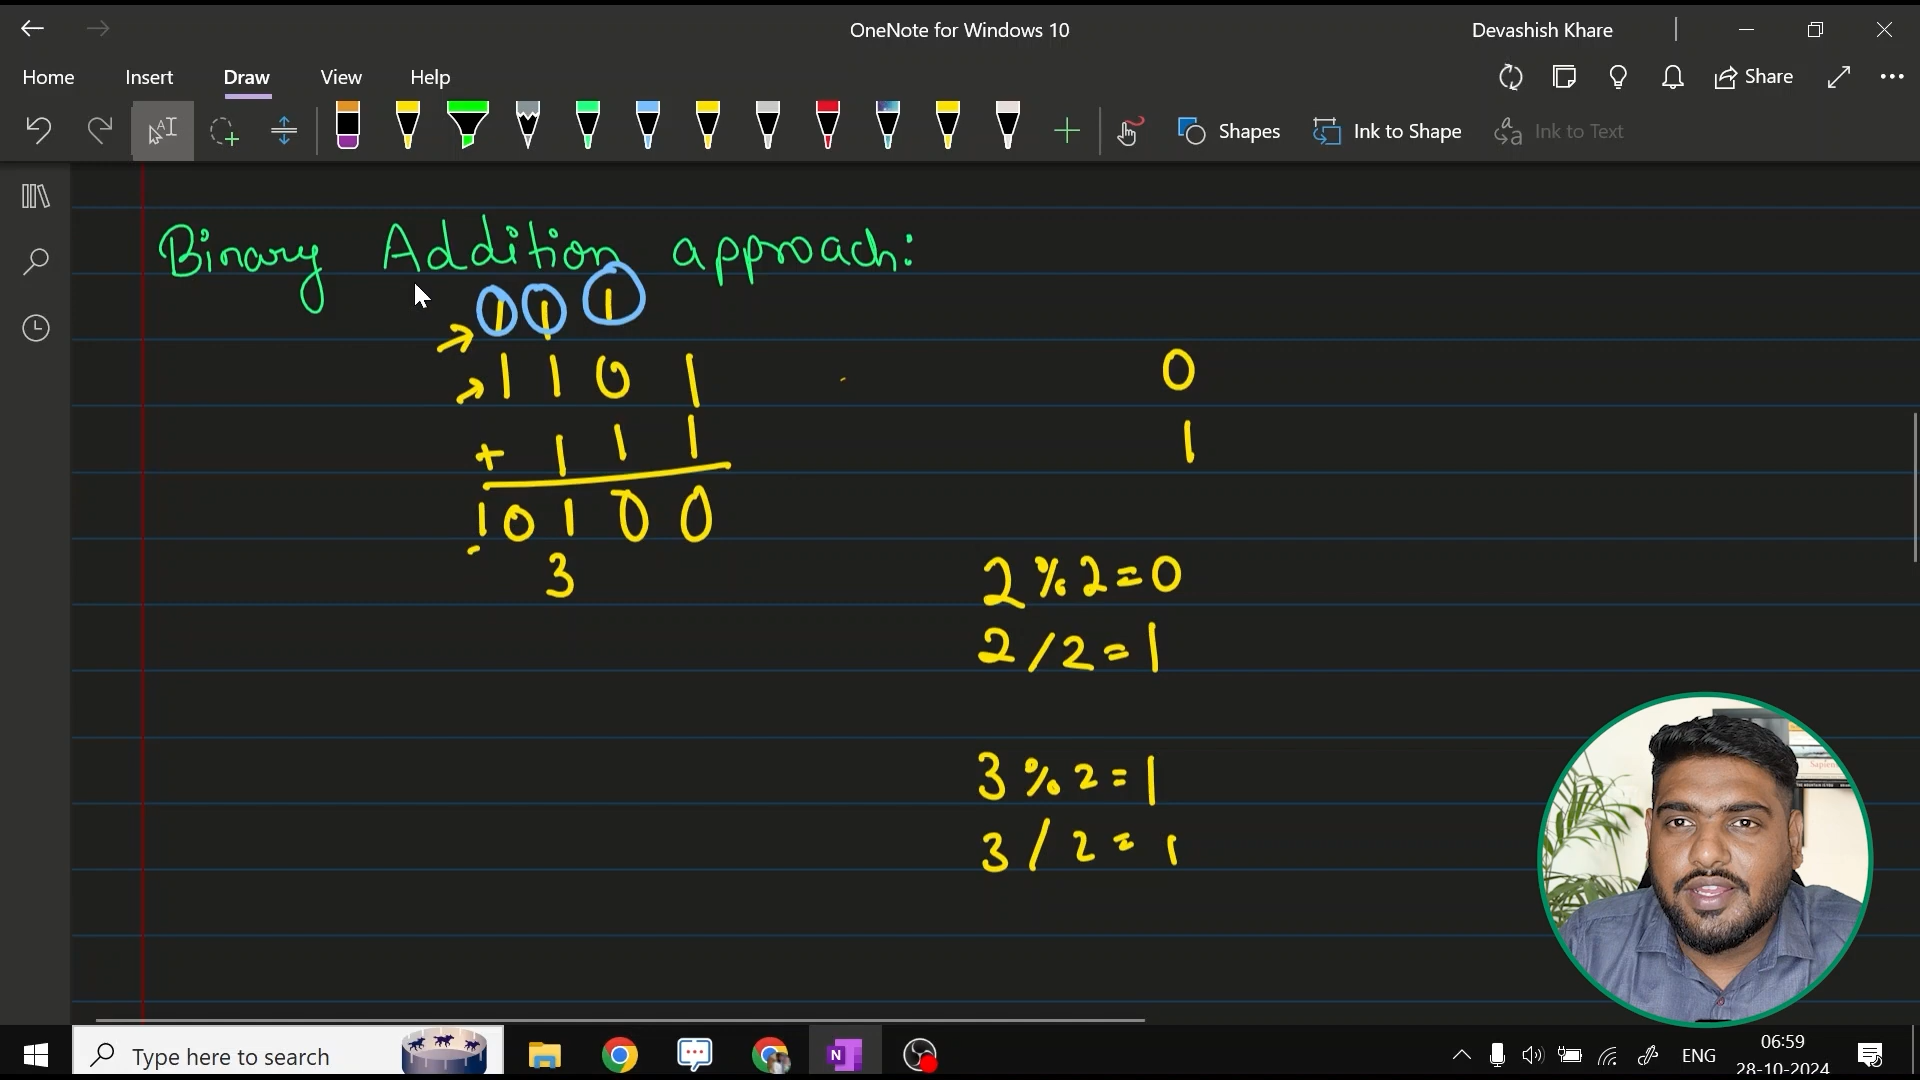 OneNote for Windows 10
Devashish Khare
Home Insert Draw View Help
Share
Shapes
Ink to Shape
Ink to Text
Binary Addition approach:
1 1 1
1 1 0 1
+ 1 1 1
1 0 1 0 0
3
0
1
2 % 2 = 0
2 / 2 = 1
3 % 2 = 1
3 / 2 = 1
Type here to search
ENG
06:59
28-10-2024